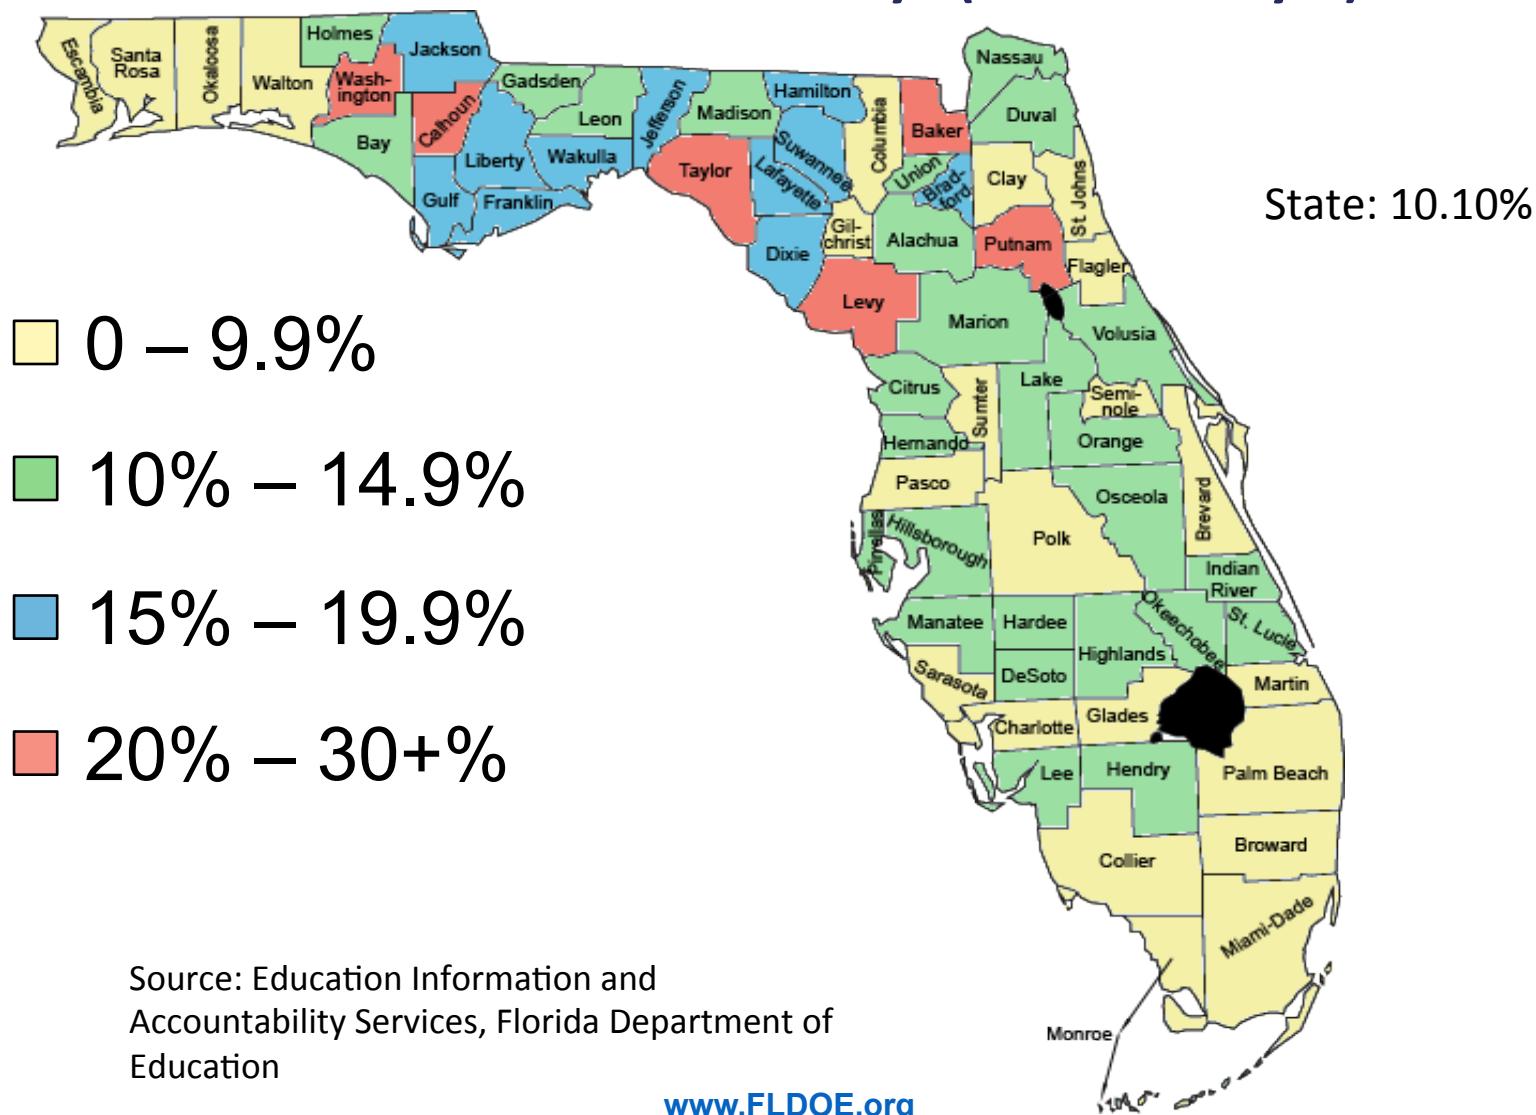 Escambia
Santa
Rosa
Okaloosa
Walton
Holmes
Wash-
ington
Jackson
Bay
Calhoun
Gulf
Liberty
Franklin
Gadsden
Leon
Wakulla
Jefferson
Madison
Taylor
Hamilton
Suwannee
Lafayette
Dixie
Columbia
Gil-
christ
Levy
Baker
Union
Brad-
ford
Alachua
Nassau
Duval
Clay
St. Johns
Putnam
Flagler
Marion
Volusia
Citrus
Sumter
Lake
Semi-
nole
Hernando
Orange
Pasco
Osceola
Brevard
Pinellas
Hillsborough
Polk
Indian
River
Manatee
Hardee
Highlands
Okeechobee
St. Lucie
Sarasota
DeSoto
Martin
Charlotte
Glades
Lee
Hendry
Palm Beach
Collier
Broward
Miami-Dade
Monroe
State: 10.10%
0 – 9.9%
10% – 14.9%
15% – 19.9%
20% – 30+%
Source: Education Information and
Accountability Services, Florida Department of
Education
www.FLDOE.org